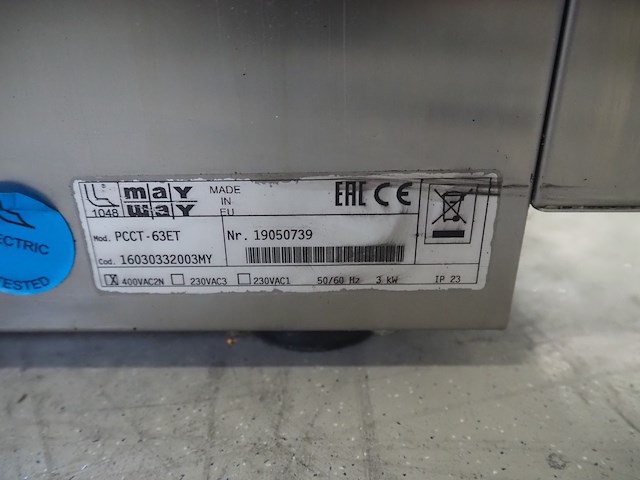 1048
may
way
MADE
IN
EU
EAC CE
Mod. PCCT-63ET
Nr. 19050739
Cod. 16030332003MY
X 400VAC2N 230VAC3 230VAC1 50/60 Hz 3 kW IP 23
ECTRIC
TESTED